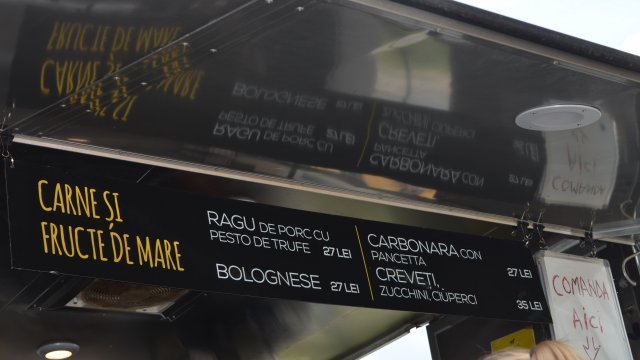 CARNE ȘI
FRUCTE DE MARE
RAGU DE PORC CU
PESTO DE TRUFE 27 LEI
BOLOGNESE 27 LEI
CARBONARA CON
PANCETTA 27 LEI
CREVEȚI,
ZUCCHINI, CIUPERCI 35 LEI
COMANDA
AICI